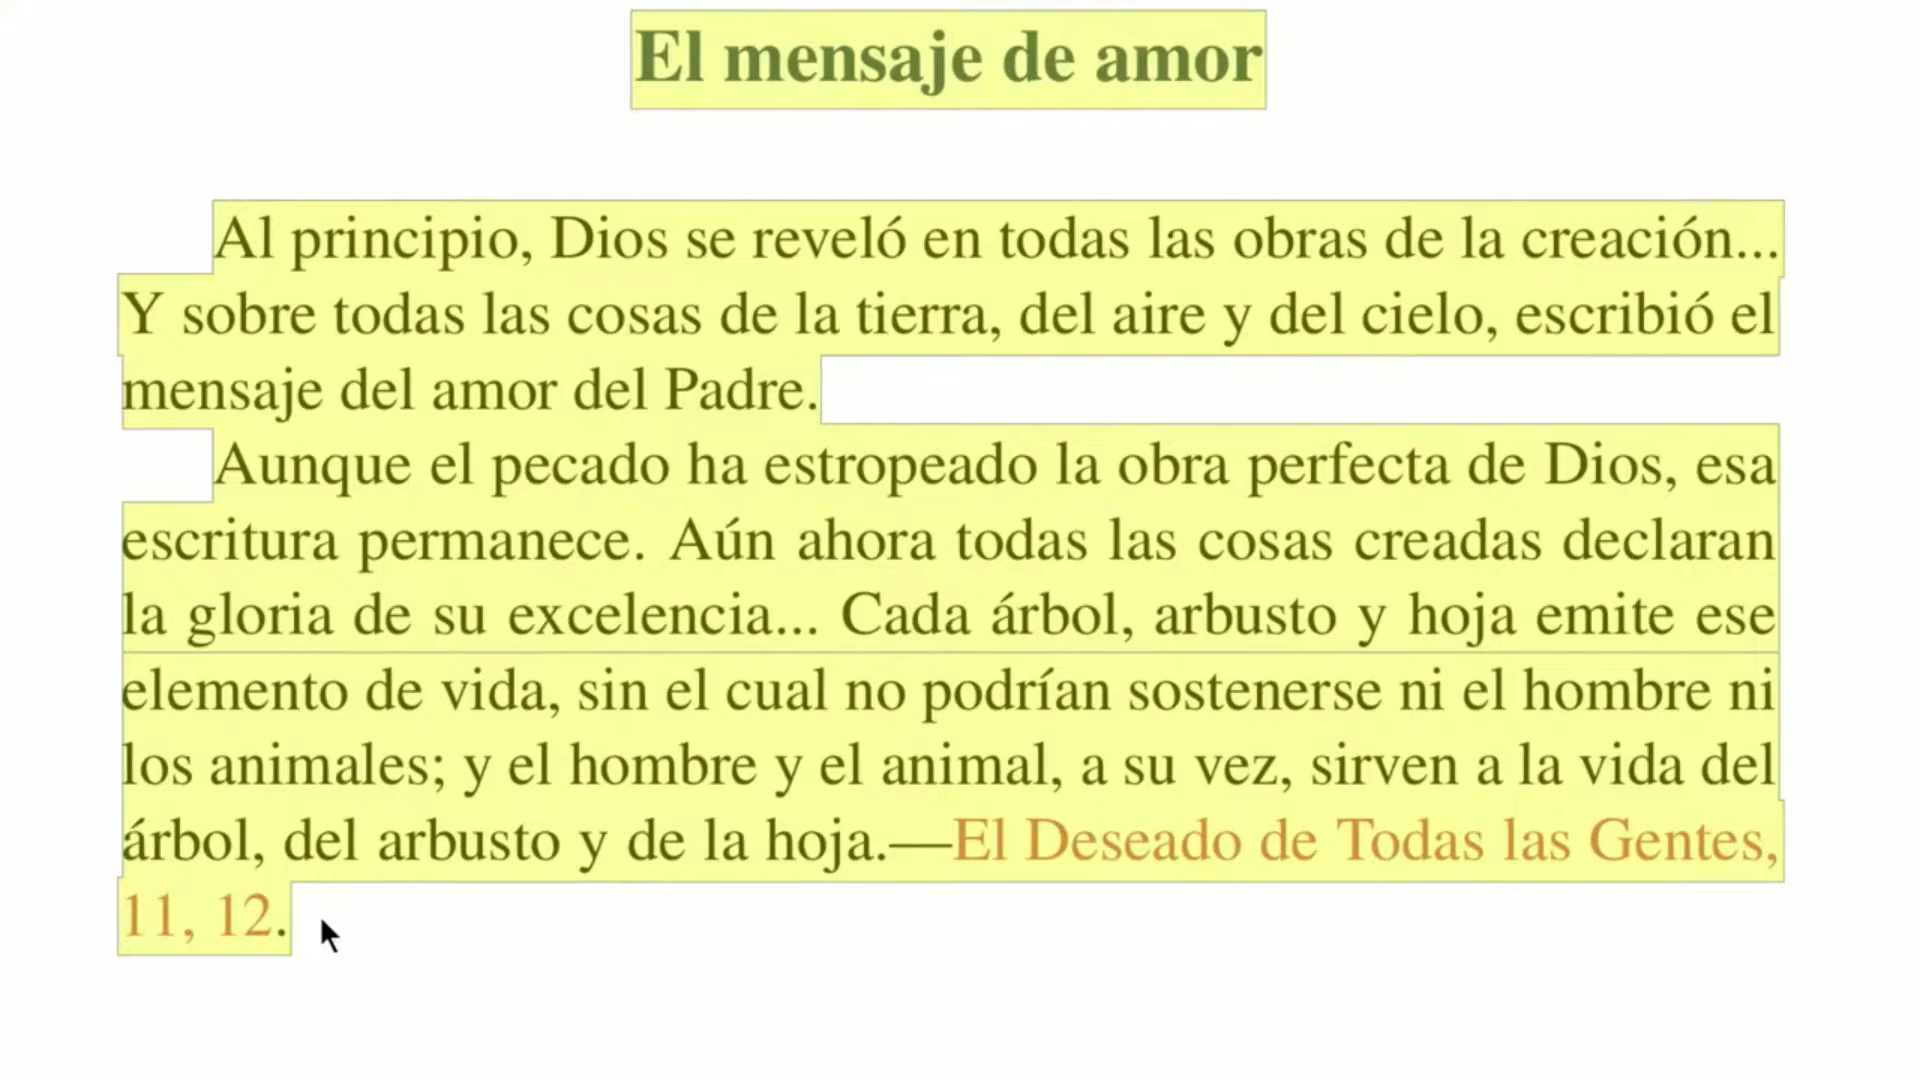 El mensaje de amor
Al principio, Dios se reveló en todas las obras de la creación...
Y sobre todas las cosas de la tierra, del aire y del cielo, escribió el
mensaje del amor del Padre.
Aunque el pecado ha estropeado la obra perfecta de Dios, esa
escritura permanece. Aún ahora todas las cosas creadas declaran
la gloria de su excelencia... Cada árbol, arbusto y hoja emite ese
elemento de vida, sin el cual no podrían sostenerse ni el hombre ni
los animales; y el hombre y el animal, a su vez, sirven a la vida del
árbol, del arbusto y de la hoja.—El Deseado de Todas las Gentes,
11, 12.